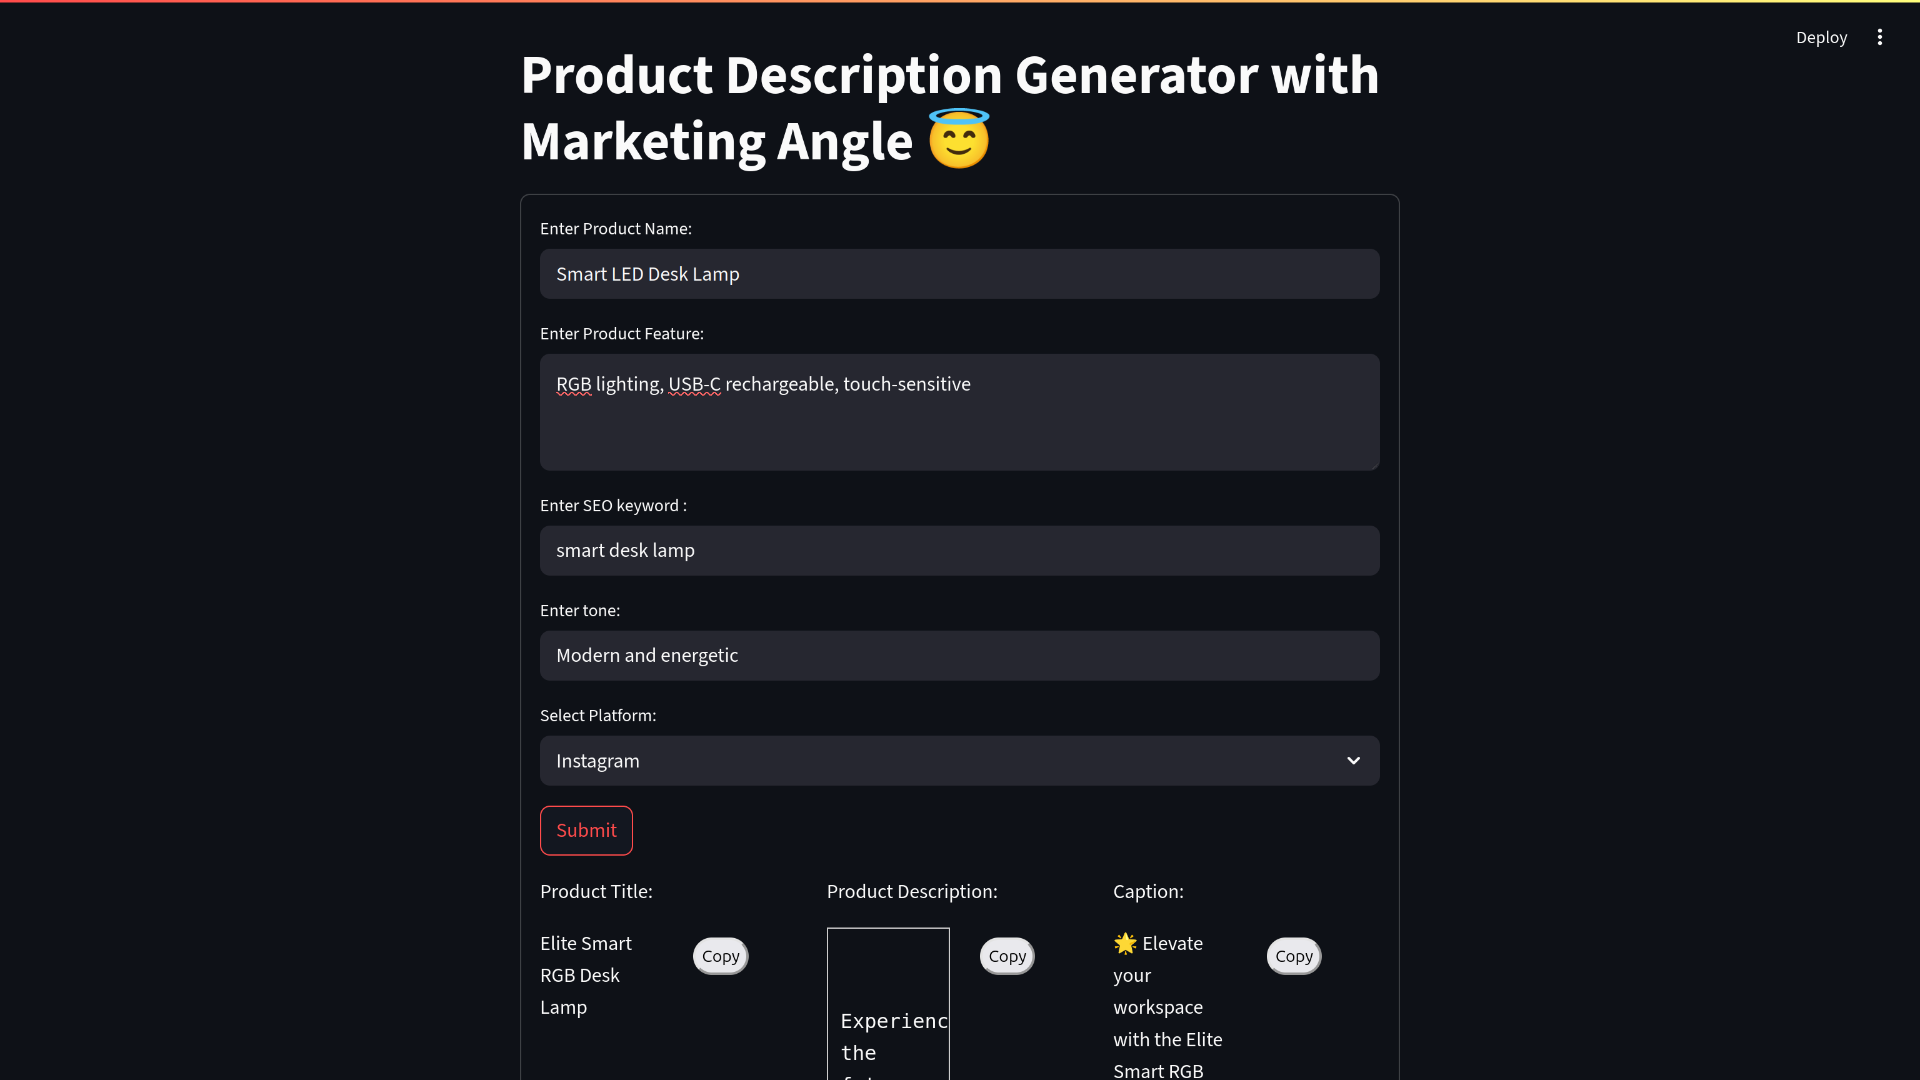 Deploy
Product Description Generator with
Marketing Angle 😇
Enter Product Name:
Smart LED Desk Lamp
Enter Product Feature:
RGB lighting, USB-C rechargeable, touch-sensitive
Enter SEO keyword :
smart desk lamp
Enter tone:
Modern and energetic
Select Platform:
Instagram
Submit
Product Title:
Elite Smart
RGB Desk
Lamp
Copy
Product Description:
Experienc
the
Copy
Caption:
🌟 Elevate
your
workspace
with the Elite
Smart RGB
Copy